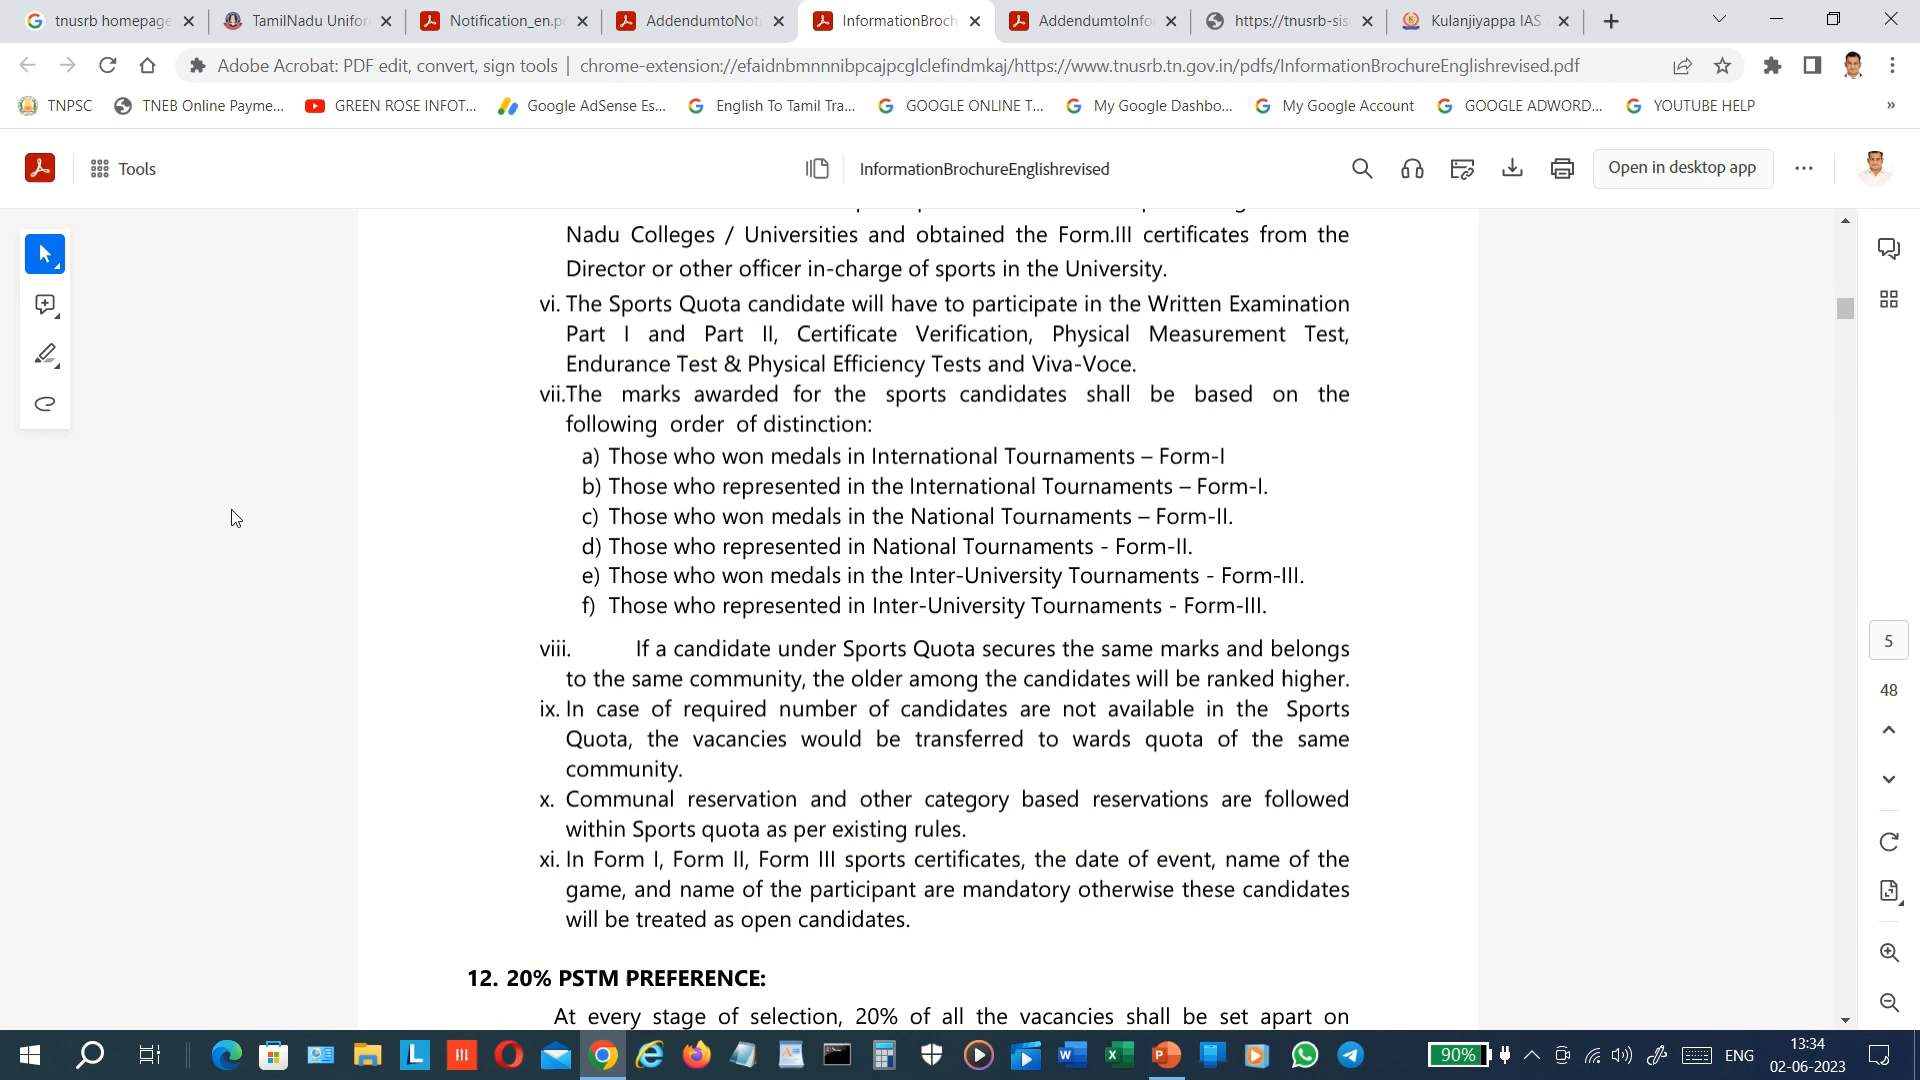 tnusrb homepage
TamilNadu Unifor
Notification_en.p
AddendumtoNoti
InformationBroch
AddendumtoInfo
https://tnusrb-sis
Kulanjiyappa IAS
Adobe Acrobat: PDF edit, convert, sign tools | chrome-extension://efaidnbmnnnibpcajpcglclefindmkaj/https://www.tnusrb.tn.gov.in/pdfs/InformationBrochureEnglishrevised.pdf
TNPSC
TNEB Online Payme...
GREEN ROSE INFOT...
Google AdSense Es...
English To Tamil Tra...
GOOGLE ONLINE T...
My Google Dashbo...
My Google Account
GOOGLE ADWORD...
YOUTUBE HELP
»
Tools
InformationBrochureEnglishrevised
Open in desktop app
Nadu Colleges / Universities and obtained the Form.III certificates from the
Director or other officer in-charge of sports in the University.
vi. The Sports Quota candidate will have to participate in the Written Examination
Part I and Part II, Certificate Verification, Physical Measurement Test,
Endurance Test & Physical Efficiency Tests and Viva-Voce.
vii.The marks awarded for the sports candidates shall be based on the
following order of distinction:
a) Those who won medals in International Tournaments – Form-I
b) Those who represented in the International Tournaments – Form-I.
c) Those who won medals in the National Tournaments – Form-II.
d) Those who represented in National Tournaments - Form-II.
e) Those who won medals in the Inter-University Tournaments - Form-III.
f) Those who represented in Inter-University Tournaments - Form-III.
viii. If a candidate under Sports Quota secures the same marks and belongs
to the same community, the older among the candidates will be ranked higher.
ix. In case of required number of candidates are not available in the Sports
Quota, the vacancies would be transferred to wards quota of the same
community.
x. Communal reservation and other category based reservations are followed
within Sports quota as per existing rules.
xi. In Form I, Form II, Form III sports certificates, the date of event, name of the
game, and name of the participant are mandatory otherwise these candidates
will be treated as open candidates.
12. 20% PSTM PREFERENCE:
At every stage of selection, 20% of all the vacancies shall be set apart on
5
48
90%
ENG
13:34
02-06-2023